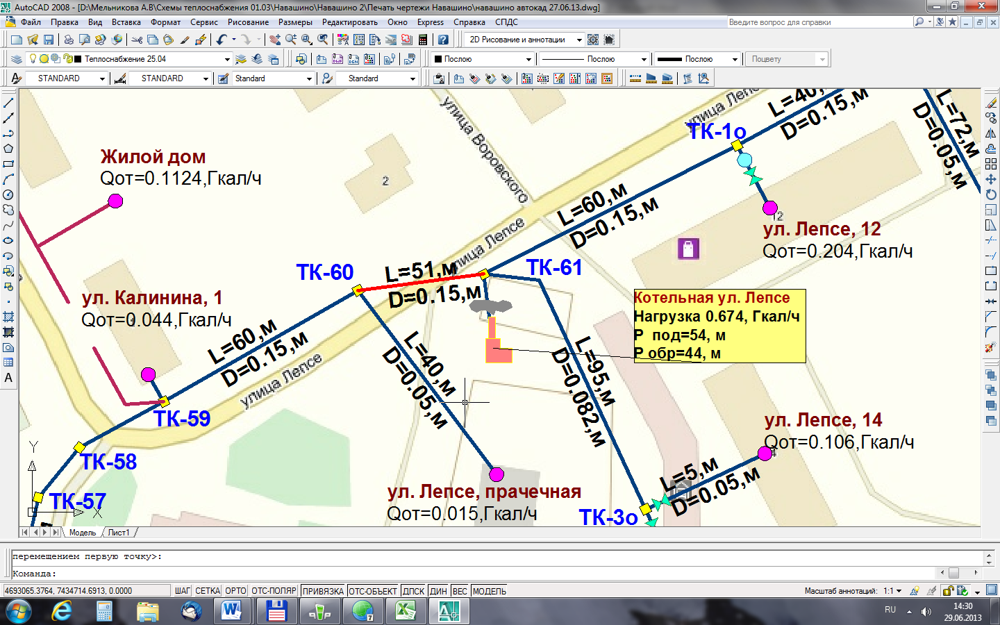 AutoCAD 2008 - [D:\Мельникова А.В\Схемы теплоснабжения 01.03\Навашино\Навашино 2\Печать чертежи Навашино\навашино автокад 27.06.13.dwg]
Файл Правка Вид Вставка Формат Сервис Рисование Размеры Редактировать Окно Express Справка СПДС
Введите вопрос для справки
2D Рисование и аннотации
Теплоснабжение 25.04
Послою
Послою
Послою
Поцвету
STANDARD
STANDARD
Standard
Standard
улица Воровского
улица Лепсе
L=40,м
D=0.15,м
L=72,м
D=0.05,м
ТК-1о
Жилой дом
Qот=0.1124,Гкал/ч
2
L=60,м
D=0.15,м
12
ул. Лепсе, 12
Qот=0.204,Гкал/ч
улица Лепсе
ТК-60
L=51,м
D=0.15,м
ТК-61
ул. Калинина, 1
Qот=0.044,Гкал/ч
Котельная ул. Лепсе
Нагрузка 0.674, Гкал/ч
Р под=54, м
Р обр=44, м
L=60,м
D=0.15,м
улица Лепсе
L=40,м
D=0.05,м
L=95,м
D=0.082,м
ТК-59
ул. Лепсе, 14
Qот=0.106,Гкал/ч
ТК-58
L=5,м
D=0.05,м
ТК-57
ул. Лепсе, прачечная
Qот=0.015,Гкал/ч
ТК-3о
Y
X
Модель Лист1
перемещением первую точку>:
Команда:
4693065.3764, 7434714.6913, 0.0000
ШАГ СЕТКА ОРТО ОТС-ПОЛЯР ПРИВЯЗКА ОТС-ОБЪЕКТ ДПСК ДИН ВЕС МОДЕЛЬ
Масштаб аннотаций: 1:1
RU
14:30
29.06.2013